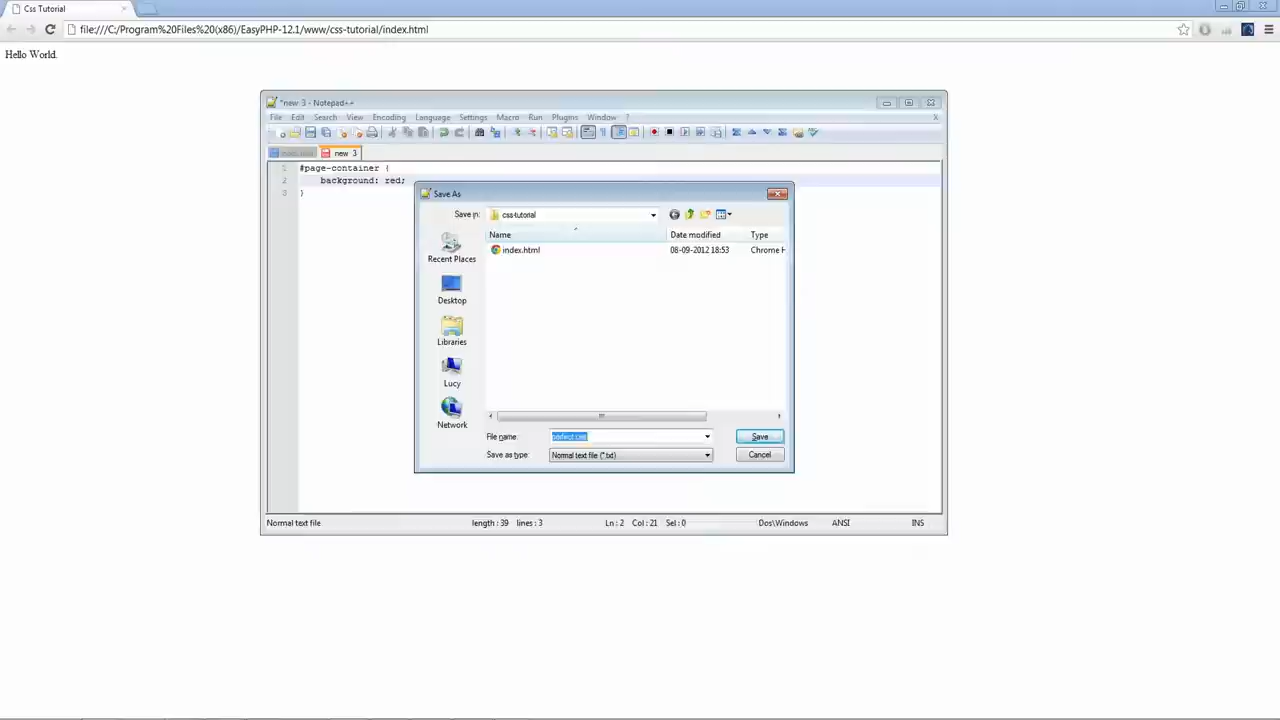 Css Tutorial
file:///C:/Program%20Files%20(x86)/EasyPHP-12.1/www/css-tutorial/index.html
Hello World.
*new 3 - Notepad++
File Edit Search View Encoding Language Settings Macro Run Plugins Window ? X
new 3
1 #page-container {
2 background: red;
3 }
Save As
Save in: css-tutorial
Name Date modified Type
index.html 08-09-2012 18:53 Chrome H
Recent Places
Desktop
Libraries
Lucy
Network
File name:
Save
Save as type: Normal text file (*.txt)
Cancel
Normal text file length : 39 lines : 3 Ln : 2 Col : 21 Sel : 0 Dos\Windows ANSI INS